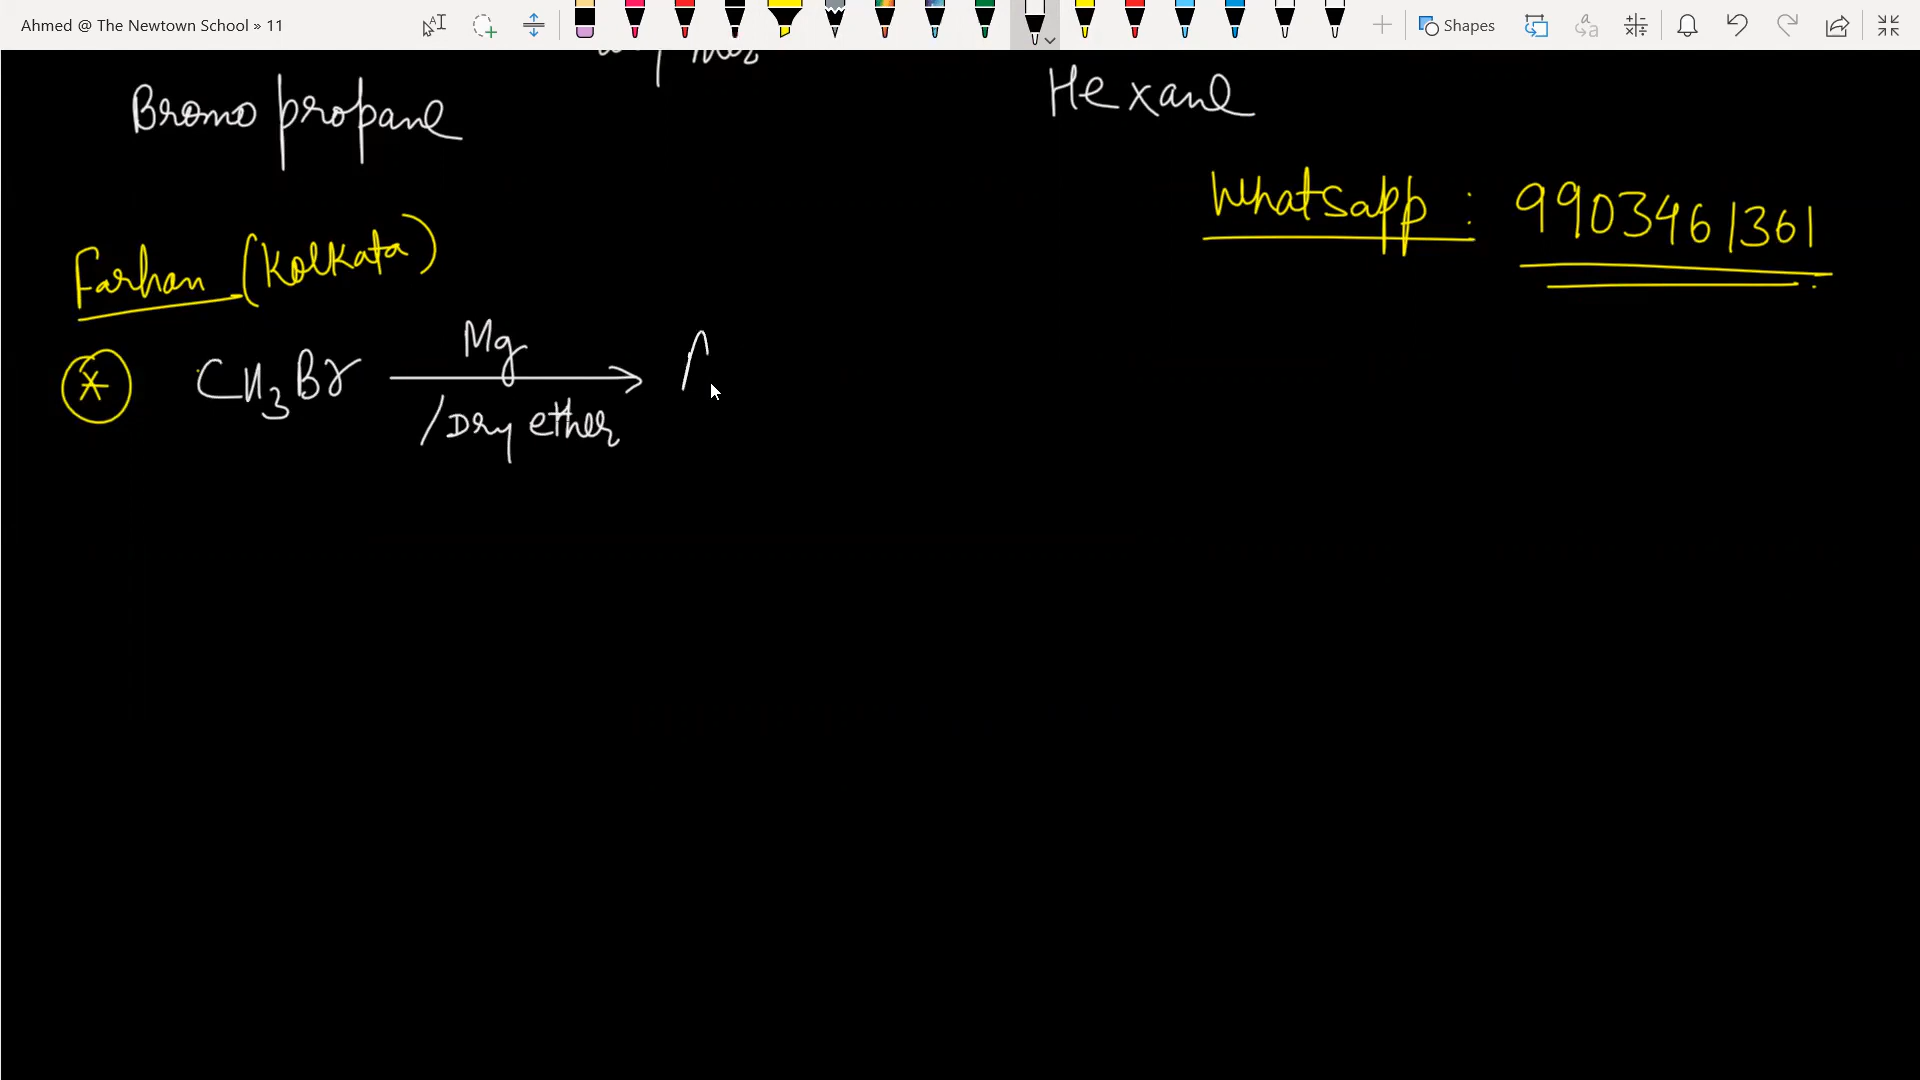 Ahmed @ The Newtown School » 11
Shapes
Bromo propane
Hexane
Whatsapp : 9903461361
Farhan (Kolkata)
* CH3Br
Mg
/Dry ether